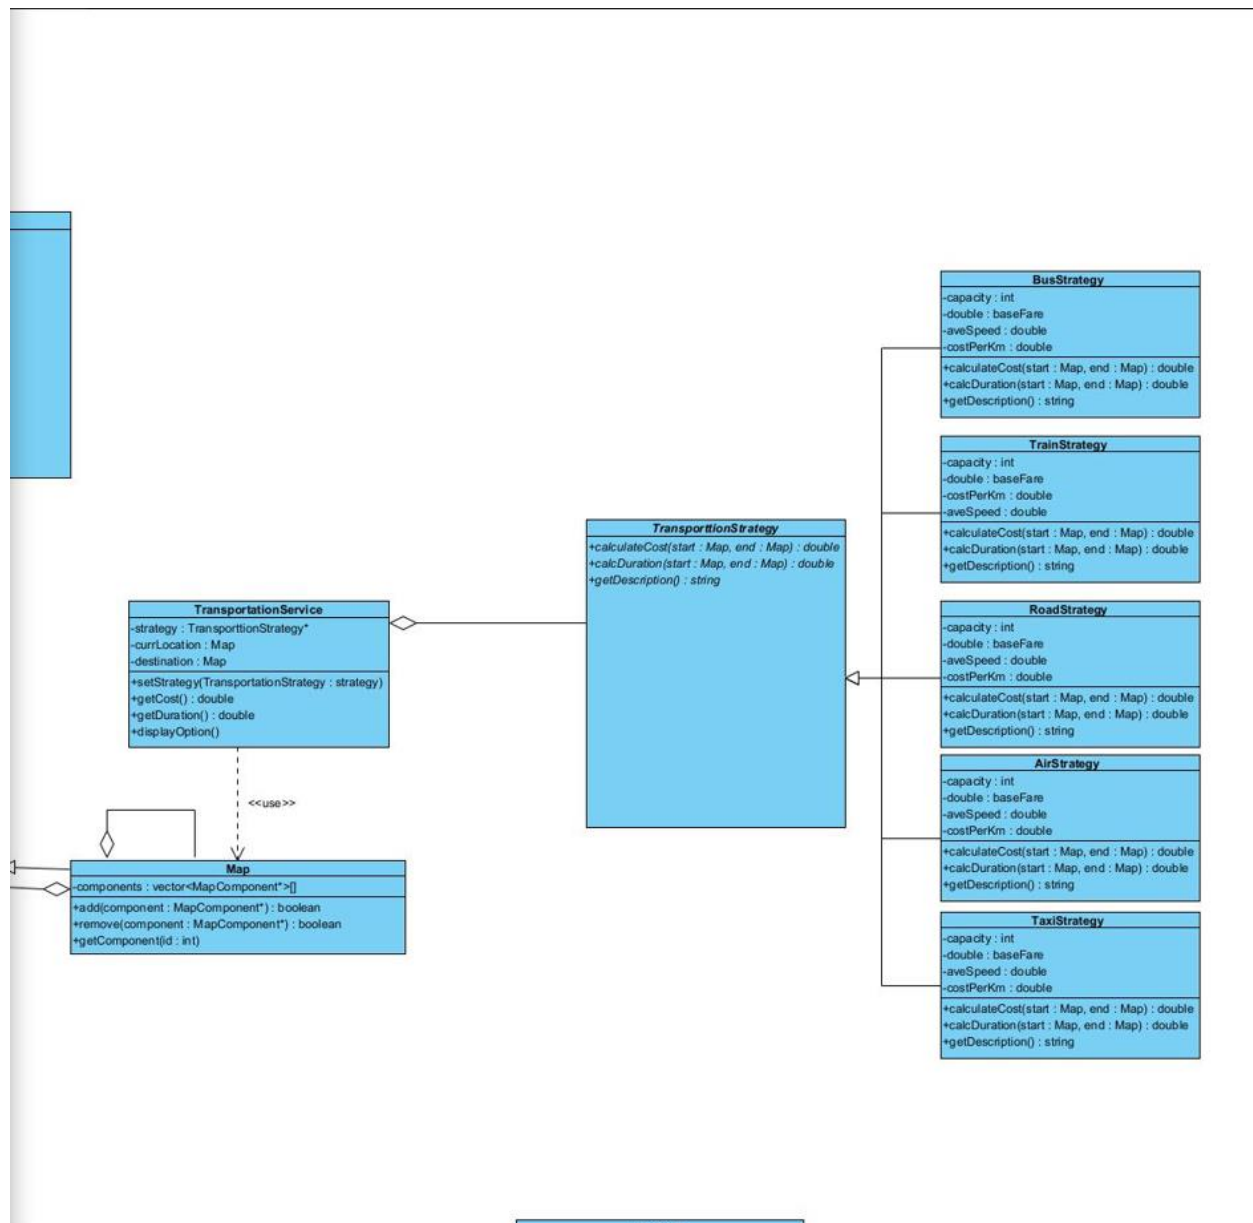 BusStrategy
-capacity : int
-double : baseFare
-aveSpeed : double
-costPerKm : double
+calculateCost(start : Map, end : Map) : double
+calcDuration(start : Map, end : Map) : double
+getDescription() : string
TrainStrategy
-capacity : int
-double : baseFare
-costPerKm : double
-aveSpeed : double
+calculateCost(start : Map, end : Map) : double
+calcDuration(start : Map, end : Map) : double
+getDescription() : string
TransporttionStrategy
+calculateCost(start : Map, end : Map) : double
+calcDuration(start : Map, end : Map) : double
+getDescription() : string
TransportationService
-strategy : TransporttionStrategy*
-currLocation : Map
-destination : Map
+setStrategy(TransportationStrategy : strategy)
+getCost() : double
+getDuration() : double
+displayOption()
RoadStrategy
-capacity : int
-double : baseFare
-aveSpeed : double
-costPerKm : double
+calculateCost(start : Map, end : Map) : double
+calcDuration(start : Map, end : Map) : double
+getDescription() : string
<<use>>
AirStrategy
-capacity : int
-double : baseFare
-aveSpeed : double
-costPerKm : double
+calculateCost(start : Map, end : Map) : double
+calcDuration(start : Map, end : Map) : double
+getDescription() : string
Map
-components : vector<MapComponent*>[]
+add(component : MapComponent*) : boolean
+remove(component : MapComponent*) : boolean
+getComponent(id : int)
TaxiStrategy
-capacity : int
-double : baseFare
-aveSpeed : double
-costPerKm : double
+calculateCost(start : Map, end : Map) : double
+calcDuration(start : Map, end : Map) : double
+getDescription() : string